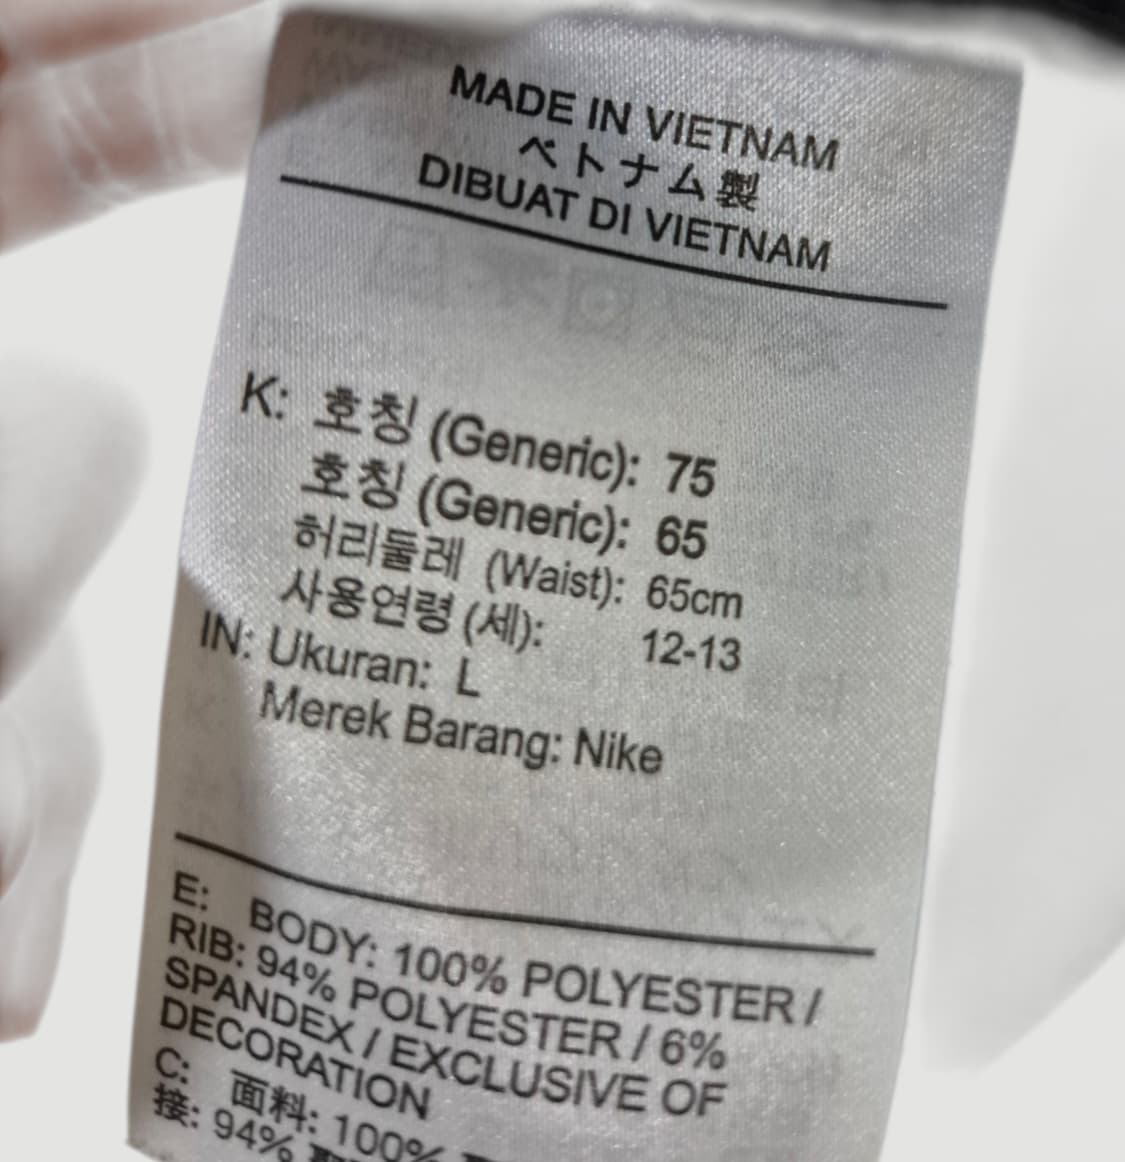 MADE IN VIETNAM
ベトナム製
DIBUAT DI VIETNAM
K: 호칭 (Generic): 75
호칭 (Generic): 65
허리둘레 (Waist): 65cm
사용연령 (세): 12-13
IN: Ukuran: L
Merek Barang: Nike
E: BODY: 100% POLYESTER /
RIB: 94% POLYESTER / 6%
SPANDEX / EXCLUSIVE OF
DECORATION
C: 面料: 100%
接: 94%